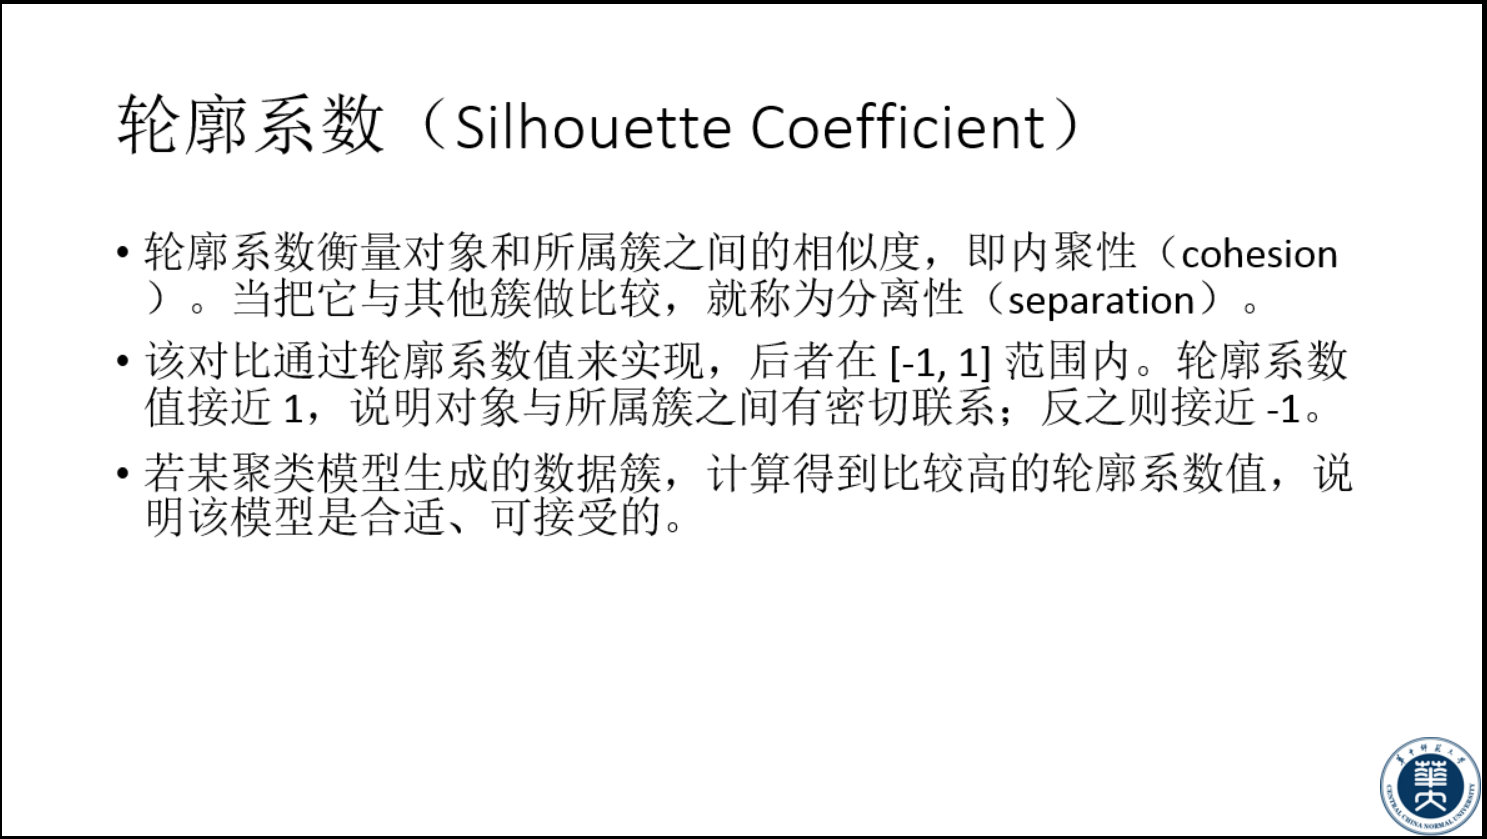 轮廓系数（Silhouette Coefficient）
• 轮廓系数衡量对象和所属簇之间的相似度，即内聚性（cohesion
）。当把它与其他簇做比较，就称为分离性（separation）。
• 该对比通过轮廓系数值来实现，后者在 [-1, 1] 范围内。轮廓系数
值接近 1，说明对象与所属簇之间有密切联系；反之则接近 -1。
• 若某聚类模型生成的数据簇，计算得到比较高的轮廓系数值，说
明该模型是合适、可接受的。
华中师范大学
CENTRAL CHINA NORMAL UNIVERSITY